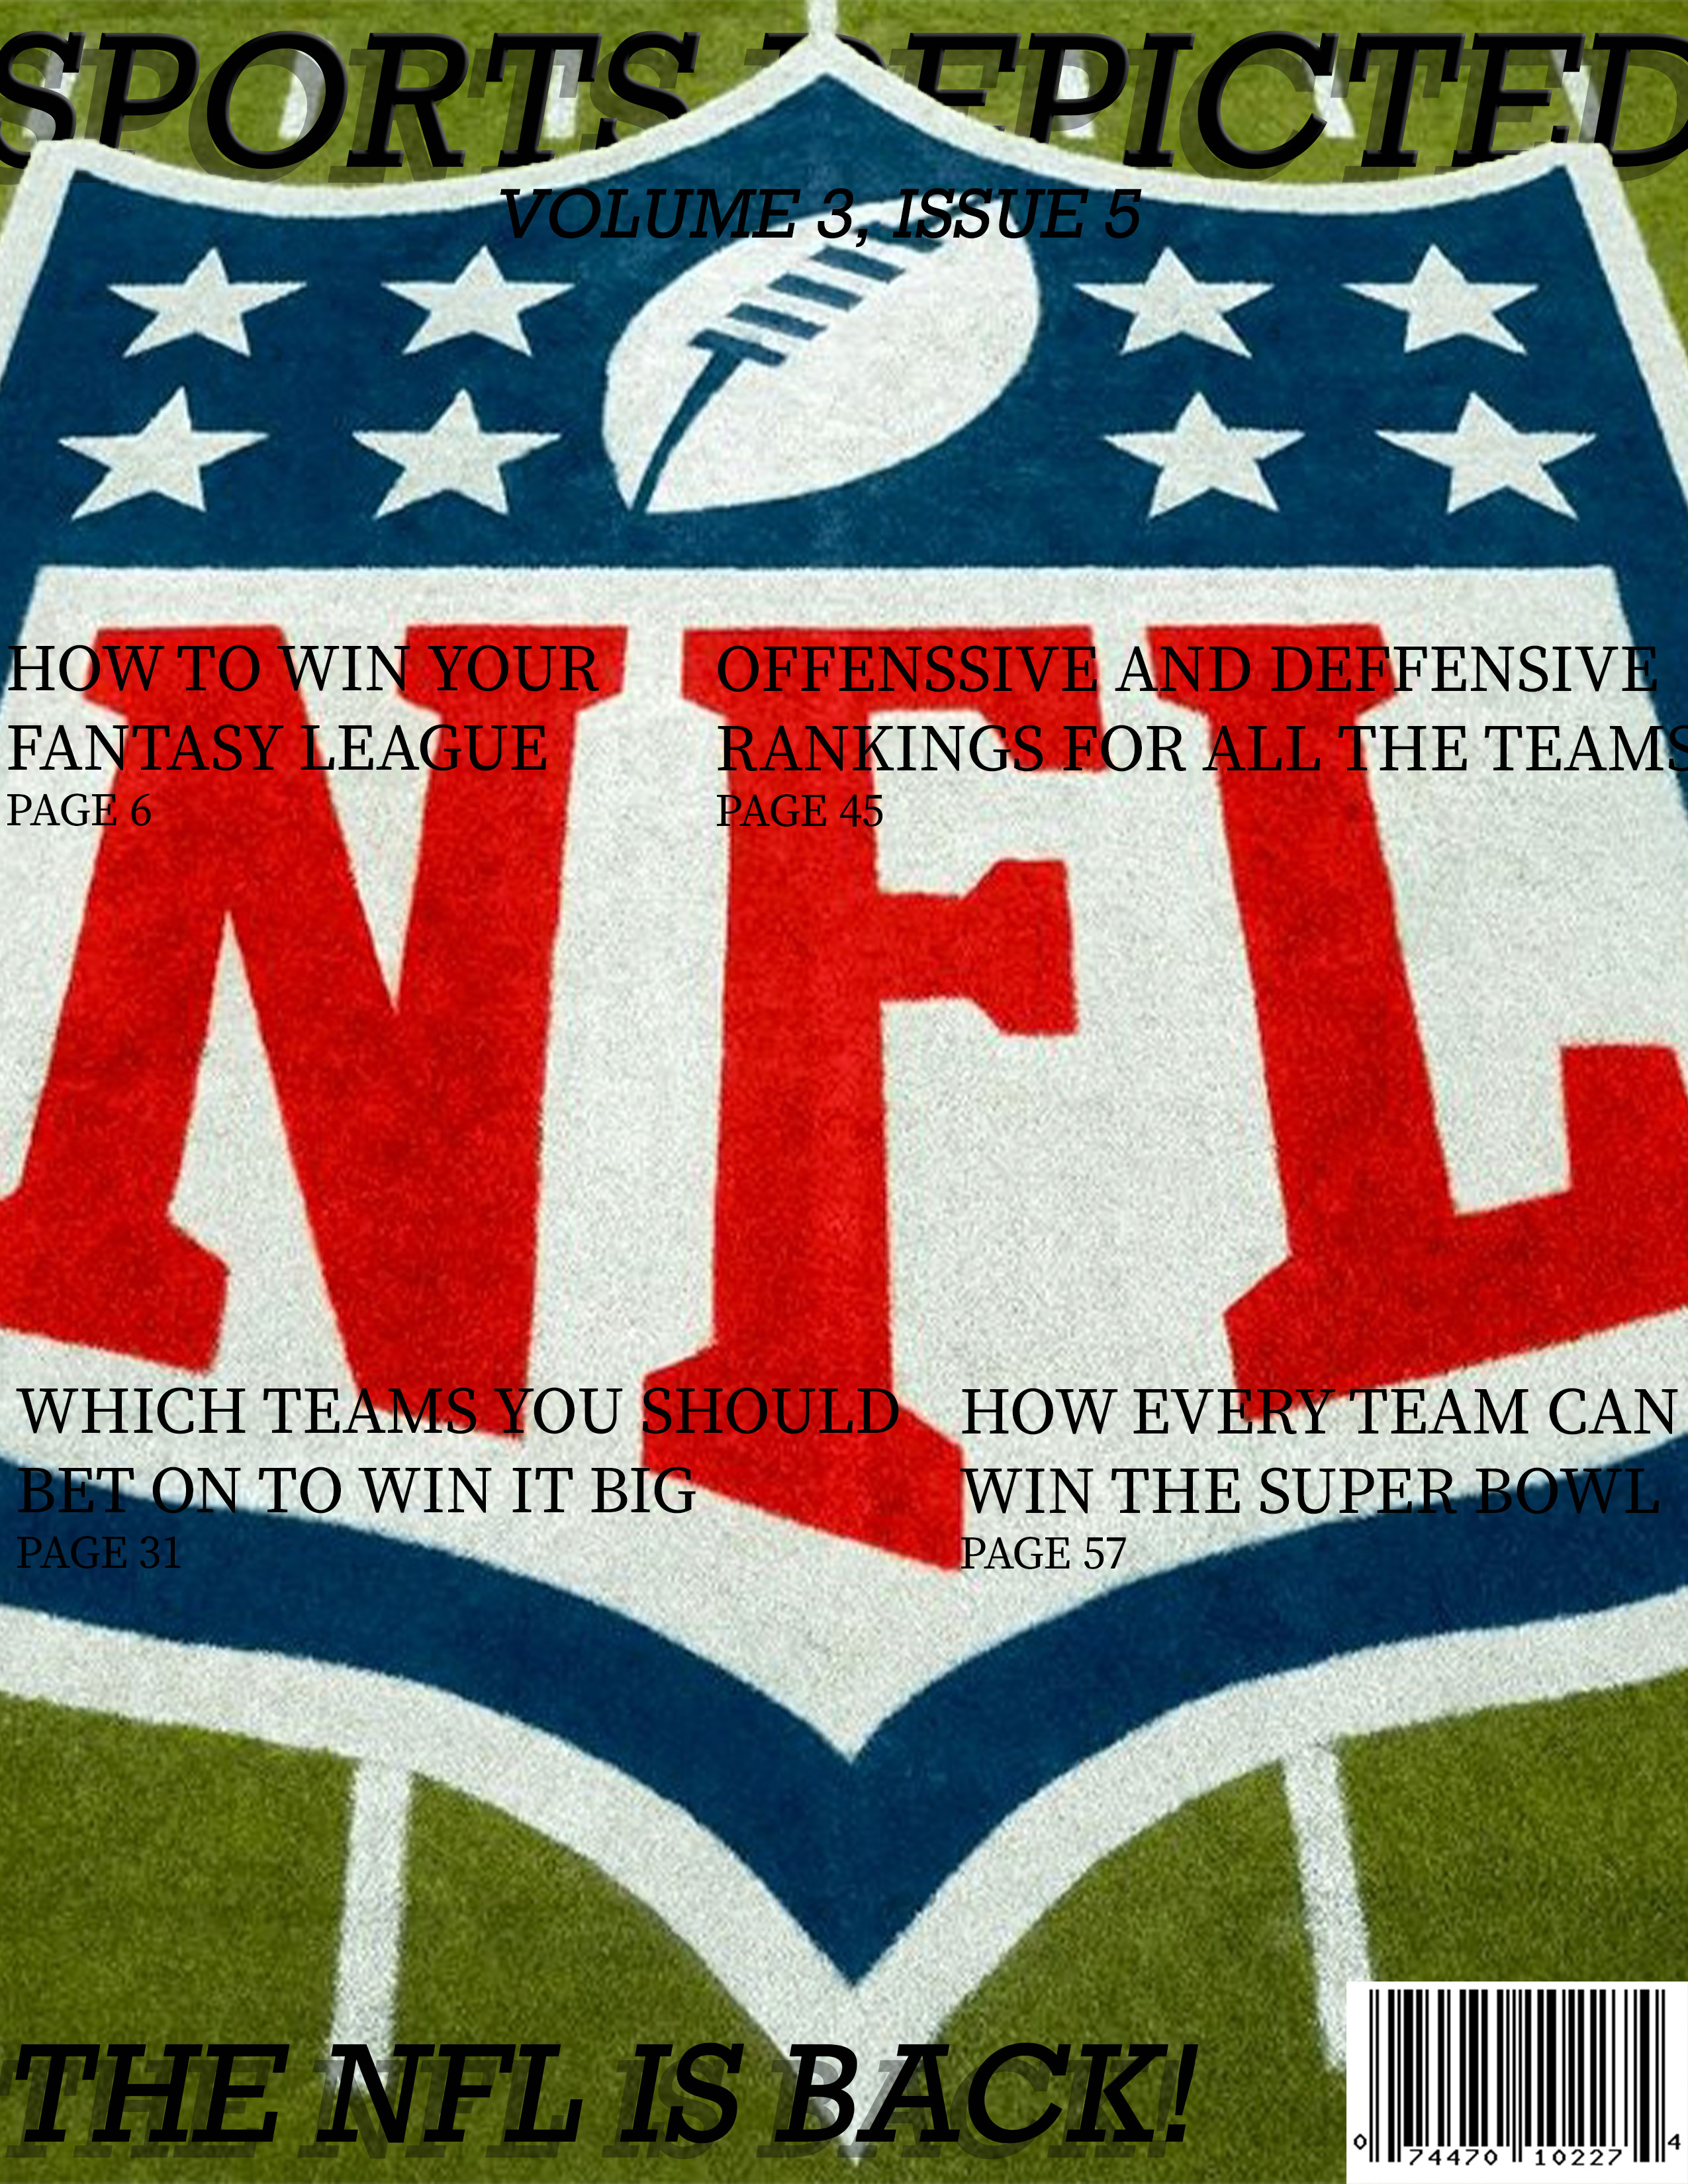 SPORTS DEPICTED
VOLUME 3, ISSUE 5
NFL
HOW TO WIN YOUR
FANTASY LEAGUE
PAGE 6
OFFENSSIVE AND DEFFENSIVE
RANKINGS FOR ALL THE TEAMS
PAGE 45
WHICH TEAMS YOU SHOULD
BET ON TO WIN IT BIG
PAGE 31
HOW EVERY TEAM CAN
WIN THE SUPER BOWL
PAGE 57
THE NFL IS BACK!
0 74470 10227 4